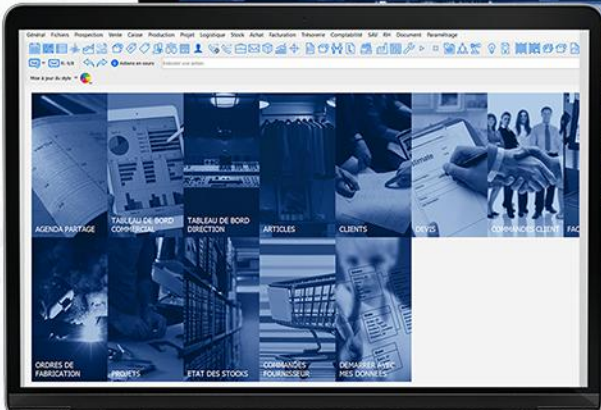 Général Fichiers Prospection Vente Caisse Production Projet Logistique Stock Achat Facturation Trésorerie Comptabilité SAV RH Document Paramétrage
Actions en cours
Mise à jour du style
AGENDA PARTAGE
TABLEAU DE BORD
COMMERCIAL
TABLEAU DE BORD
DIRECTION
ARTICLES
CLIENTS
Estimate
DEVIS
COMMANDES CLIENT
FAC
ORDRES DE
FABRICATION
PROJETS
ETAT DES STOCKS
COMMANDES
FOURNISSEUR
DEMARRER AVEC
MES DONNEES